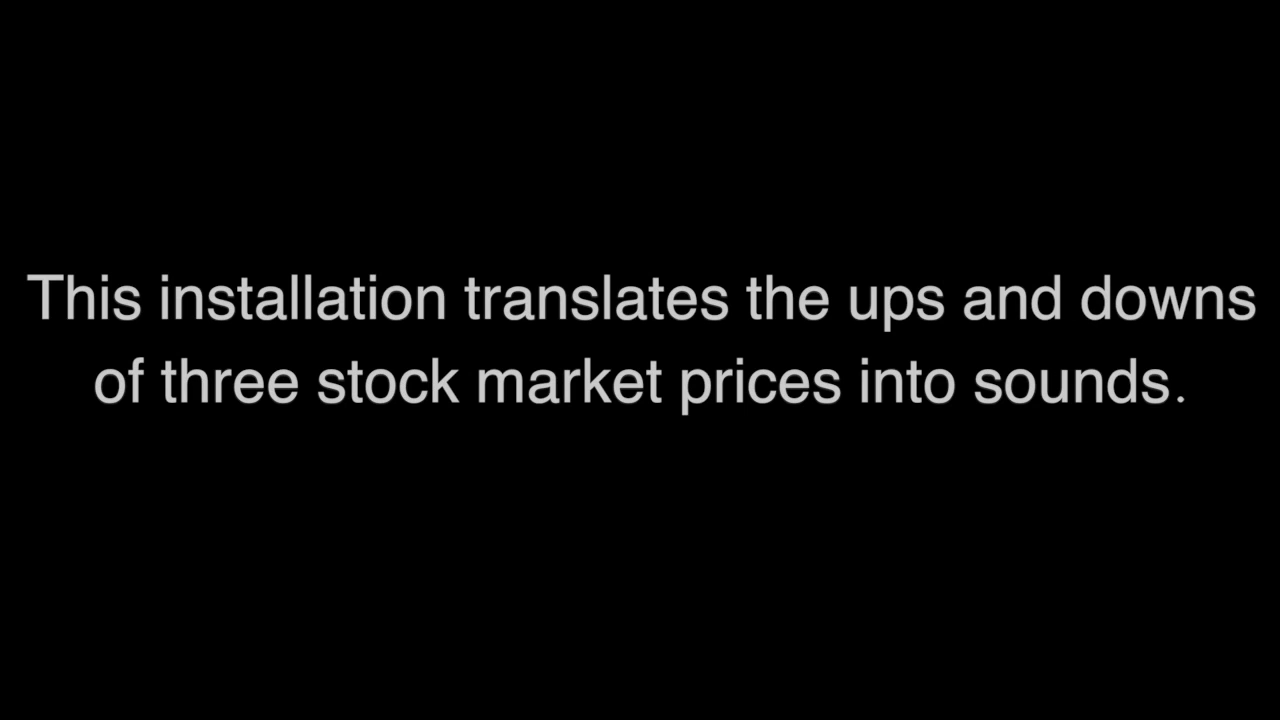 This installation translates the ups and downs
of three stock market prices into sounds.